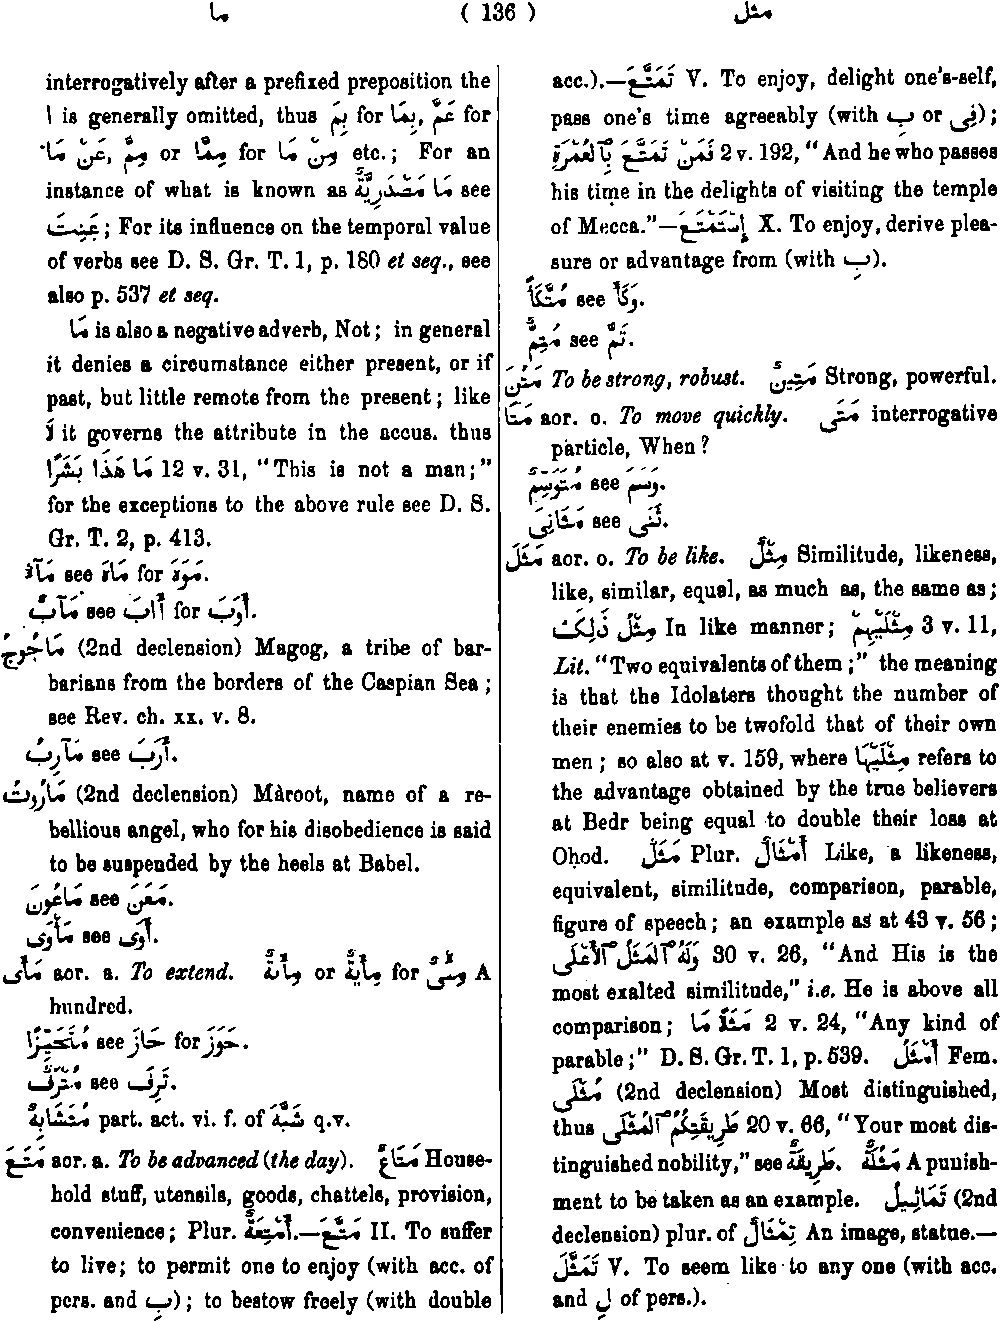 ما ( 136 ) مثل
interrogatively after a prefixed preposition the
ا is generally omitted, thus بِمَ for بِمَا, عَمَّ for
عَنْ مَا, مِمَّ or مِمَّا for مِنْ مَا etc.; For an
instance of what is known as مَا مَصْدَرِيَّةٌ see
عَنِتَ; For its influence on the temporal value
of verbs see D. S. Gr. T. 1, p. 180 et seq., see
also p. 537 et seq.
مَا is also a negative adverb, Not; in general
it denies a circumstance either present, or if
past, but little remote from the present; like
لَا it governs the attribute in the accus. thus
مَا هَذَا بَشَرًا 12 v. 31, "This is not a man;"
for the exceptions to the above rule see D. S.
Gr. T. 2, p. 413.
مَآءٌ see مَاءَ for مَوَءَ.
مَآبٌ see آبَ for أَوَبَ.
مَاجُوجُ (2nd declension) Magog, a tribe of bar-
barians from the borders of the Caspian Sea;
see Rev. ch. xx. v. 8.
مَآرِبُ see أَرَبَ.
مَارُوتُ (2nd declension) Màroot, name of a re-
bellious angel, who for his disobedience is said
to be suspended by the heels at Babel.
مَاعُونَ see مَعَنَ.
مَأْوَى see أَوَى.
مَأَى aor. a. To extend. مِأَةٌ or مِأْيَةٌ for مِئْىٌ A
hundred.
مُتَحَيِّزًا see حَازَ for حَوَزَ.
مُتْرَفٌ see تَرِفَ.
مُتَشَابِهٌ part. act. vi. f. of شَبَّهَ q.v.
مَتَعَ aor. a. To be advanced (the day). مَتَاعٌ House-
hold stuff, utensils, goods, chattels, provision,
convenience; Plur. أَمْتِعَةٌ.—مَتَّعَ II. To suffer
to live; to permit one to enjoy (with acc. of
pers. and بِ); to bestow freely (with double
acc.).—تَمَتَّعَ V. To enjoy, delight one's-self,
pass one's time agreeably (with بِ or فِي);
فَمَنْ تَمَتَّعَ بِٱلْعُمْرَةِ 2 v. 192, "And he who passes
his time in the delights of visiting the temple
of Mecca."—إِسْتَمْتَعَ X. To enjoy, derive plea-
sure or advantage from (with بِ).
مُتَّكَأً see وَكَأَ.
مُتِمٌّ see تَمَّ.
مَتُنَ To be strong, robust. مَتِينٌ Strong, powerful.
مَتَا aor. o. To move quickly. مَتَى interrogative
particle, When?
مُتَوَسِّمٌ see وَسَمَ.
مَثَانِىَ see ثَنَى.
مَثَلَ aor. o. To be like. مِثْلٌ Similitude, likeness,
like, similar, equal, as much as, the same as;
مِثْلَ ذَلِكَ In like manner; مِثْلَيْهِمْ 3 v. 11,
Lit. "Two equivalents of them;" the meaning
is that the Idolaters thought the number of
their enemies to be twofold that of their own
men; so also at v. 159, where مِثْلَيْهَا refers to
the advantage obtained by the true believers
at Bedr being equal to double their loss at
Oḥod. مَثَلٌ Plur. أَمْثَالٌ Like, a likeness,
equivalent, similitude, comparison, parable,
figure of speech; an example as at 43 v. 56;
وَلَهُ ٱلْمَثَلُ ٱلْأَعْلَى 30 v. 26, "And His is the
most exalted similitude," i.e. He is above all
comparison; مَثَلًا مَا 2 v. 24, "Any kind of
parable;" D. S. Gr. T. 1, p. 539. أَمْثَلُ Fem.
مُثْلَى (2nd declension) Most distinguished,
thus طَرِيقَتِكُمُ ٱلْمُثْلَى 20 v. 66, "Your most dis-
tinguished nobility," see طَرِيقَةٌ. مَثُلَةٌ A punish-
ment to be taken as an example. تَمَاثِيلُ (2nd
declension) plur. of تِمْثَالٌ An image, statue.—
تَمَثَّلَ V. To seem like to any one (with acc.
and لِ of pers.).